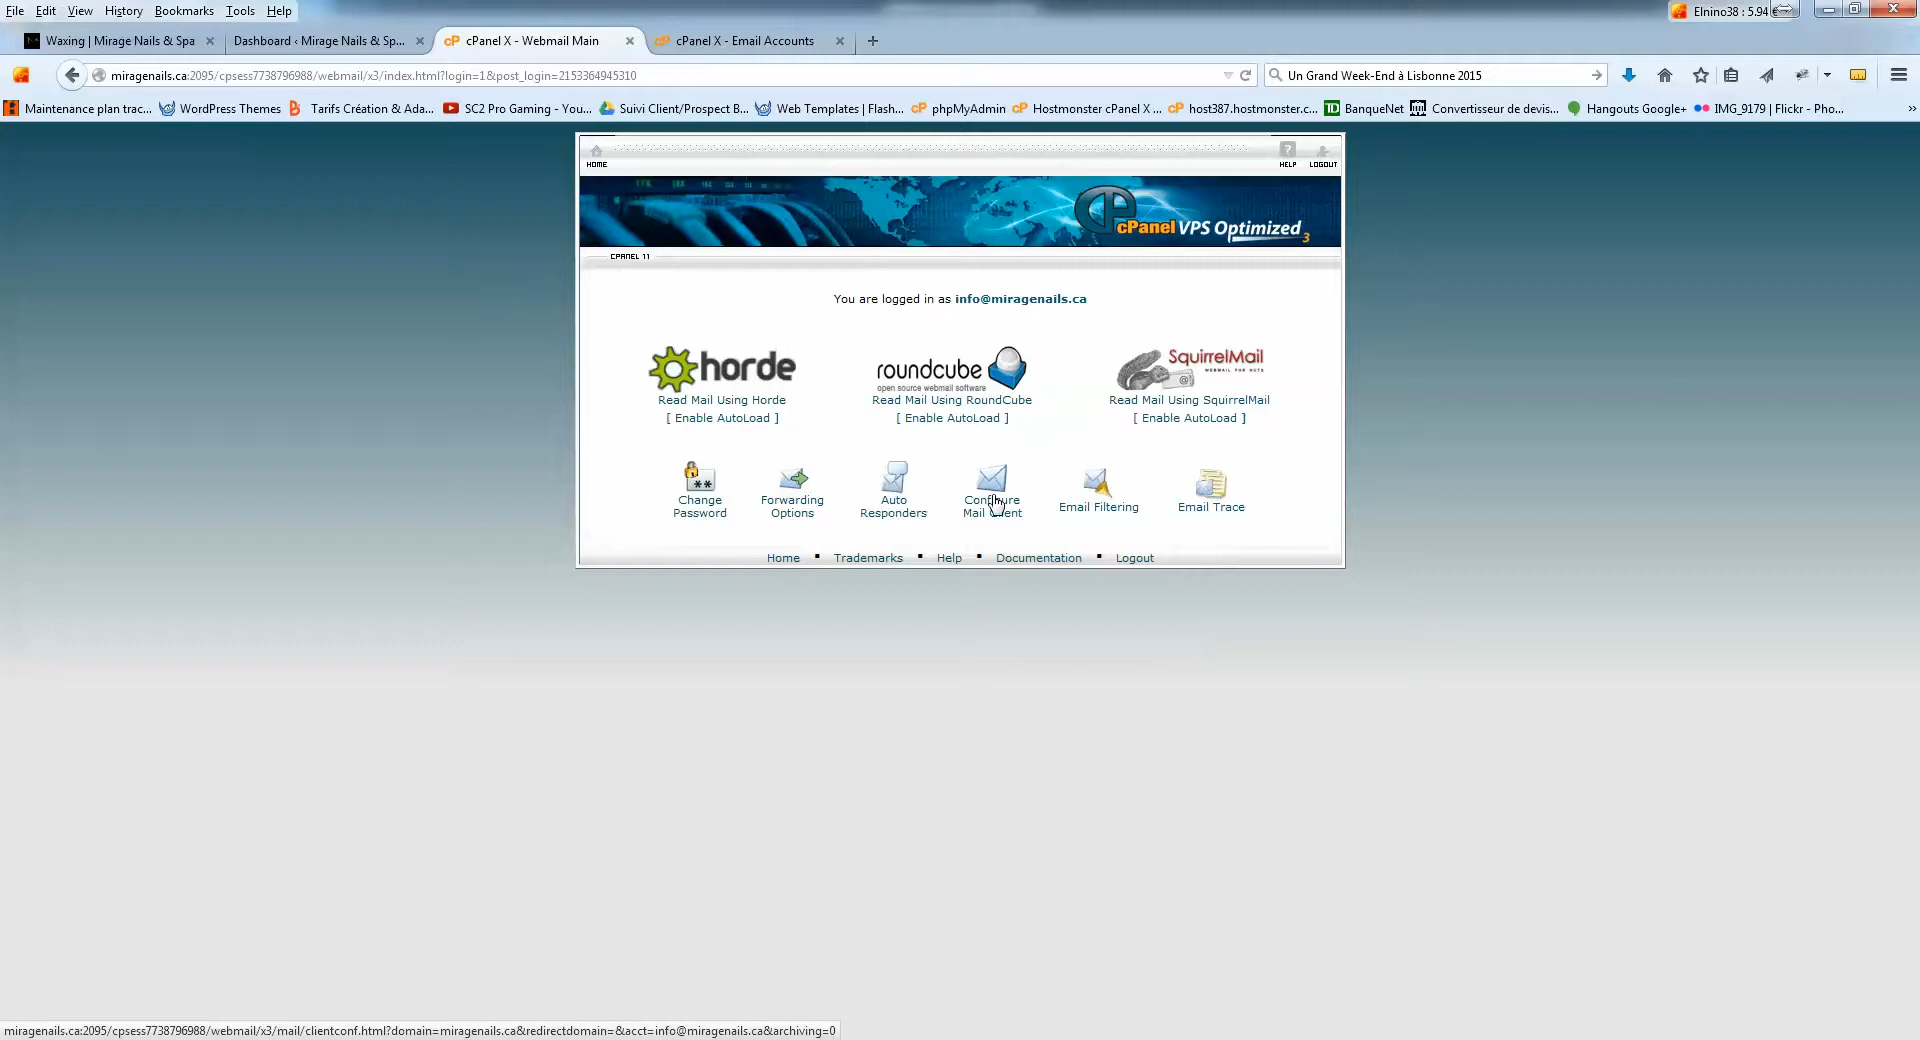 File Edit View History Bookmarks Tools Help Elnino38 : 5.94 €
Waxing | Mirage Nails & Spa Dashboard ‹ Mirage Nails & Sp... cPanel X - Webmail Main cPanel X - Email Accounts
miragenails.ca:2095/cpsess7738796988/webmail/x3/index.html?login=1&post_login=2153364945310 Un Grand Week-End à Lisbonne 2015
Maintenance plan trac... WordPress Themes Tarifs Création & Ada... SC2 Pro Gaming - You... Suivi Client/Prospect B... Web Templates | Flash... phpMyAdmin Hostmonster cPanel X ... host387.hostmonster.c... BanqueNet Convertisseur de devis... Hangouts Google+ IMG_9179 | Flickr - Pho... »
HOME HELP LOGOUT
cPanel VPS Optimized 3
CPANEL 11
You are logged in as info@miragenails.ca
horde roundcube SquirrelMail
open source webmail software WEBMAIL FOR NUTS
Read Mail Using Horde Read Mail Using RoundCube Read Mail Using SquirrelMail
[ Enable AutoLoad ] [ Enable AutoLoad ] [ Enable AutoLoad ]
Change Forwarding Auto Configure
Password Options Responders Mail Client Email Filtering Email Trace
Home ▪ Trademarks ▪ Help ▪ Documentation ▪ Logout
miragenails.ca:2095/cpsess7738796988/webmail/x3/mail/clientconf.html?domain=miragenails.ca&redirectdomain=&acct=info@miragenails.ca&archiving=0